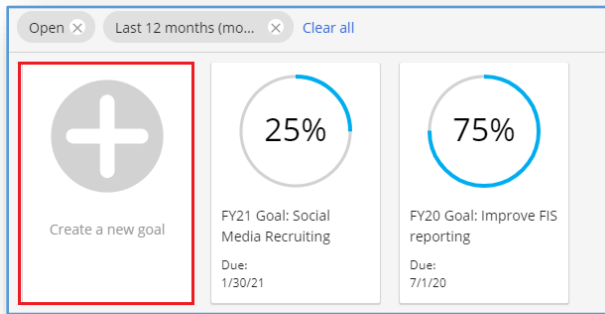 Open
Last 12 months (mo...
Clear all
Create a new goal
25%
FY21 Goal: Social
Media Recruiting
Due:
1/30/21
75%
FY20 Goal: Improve FIS
reporting
Due:
7/1/20